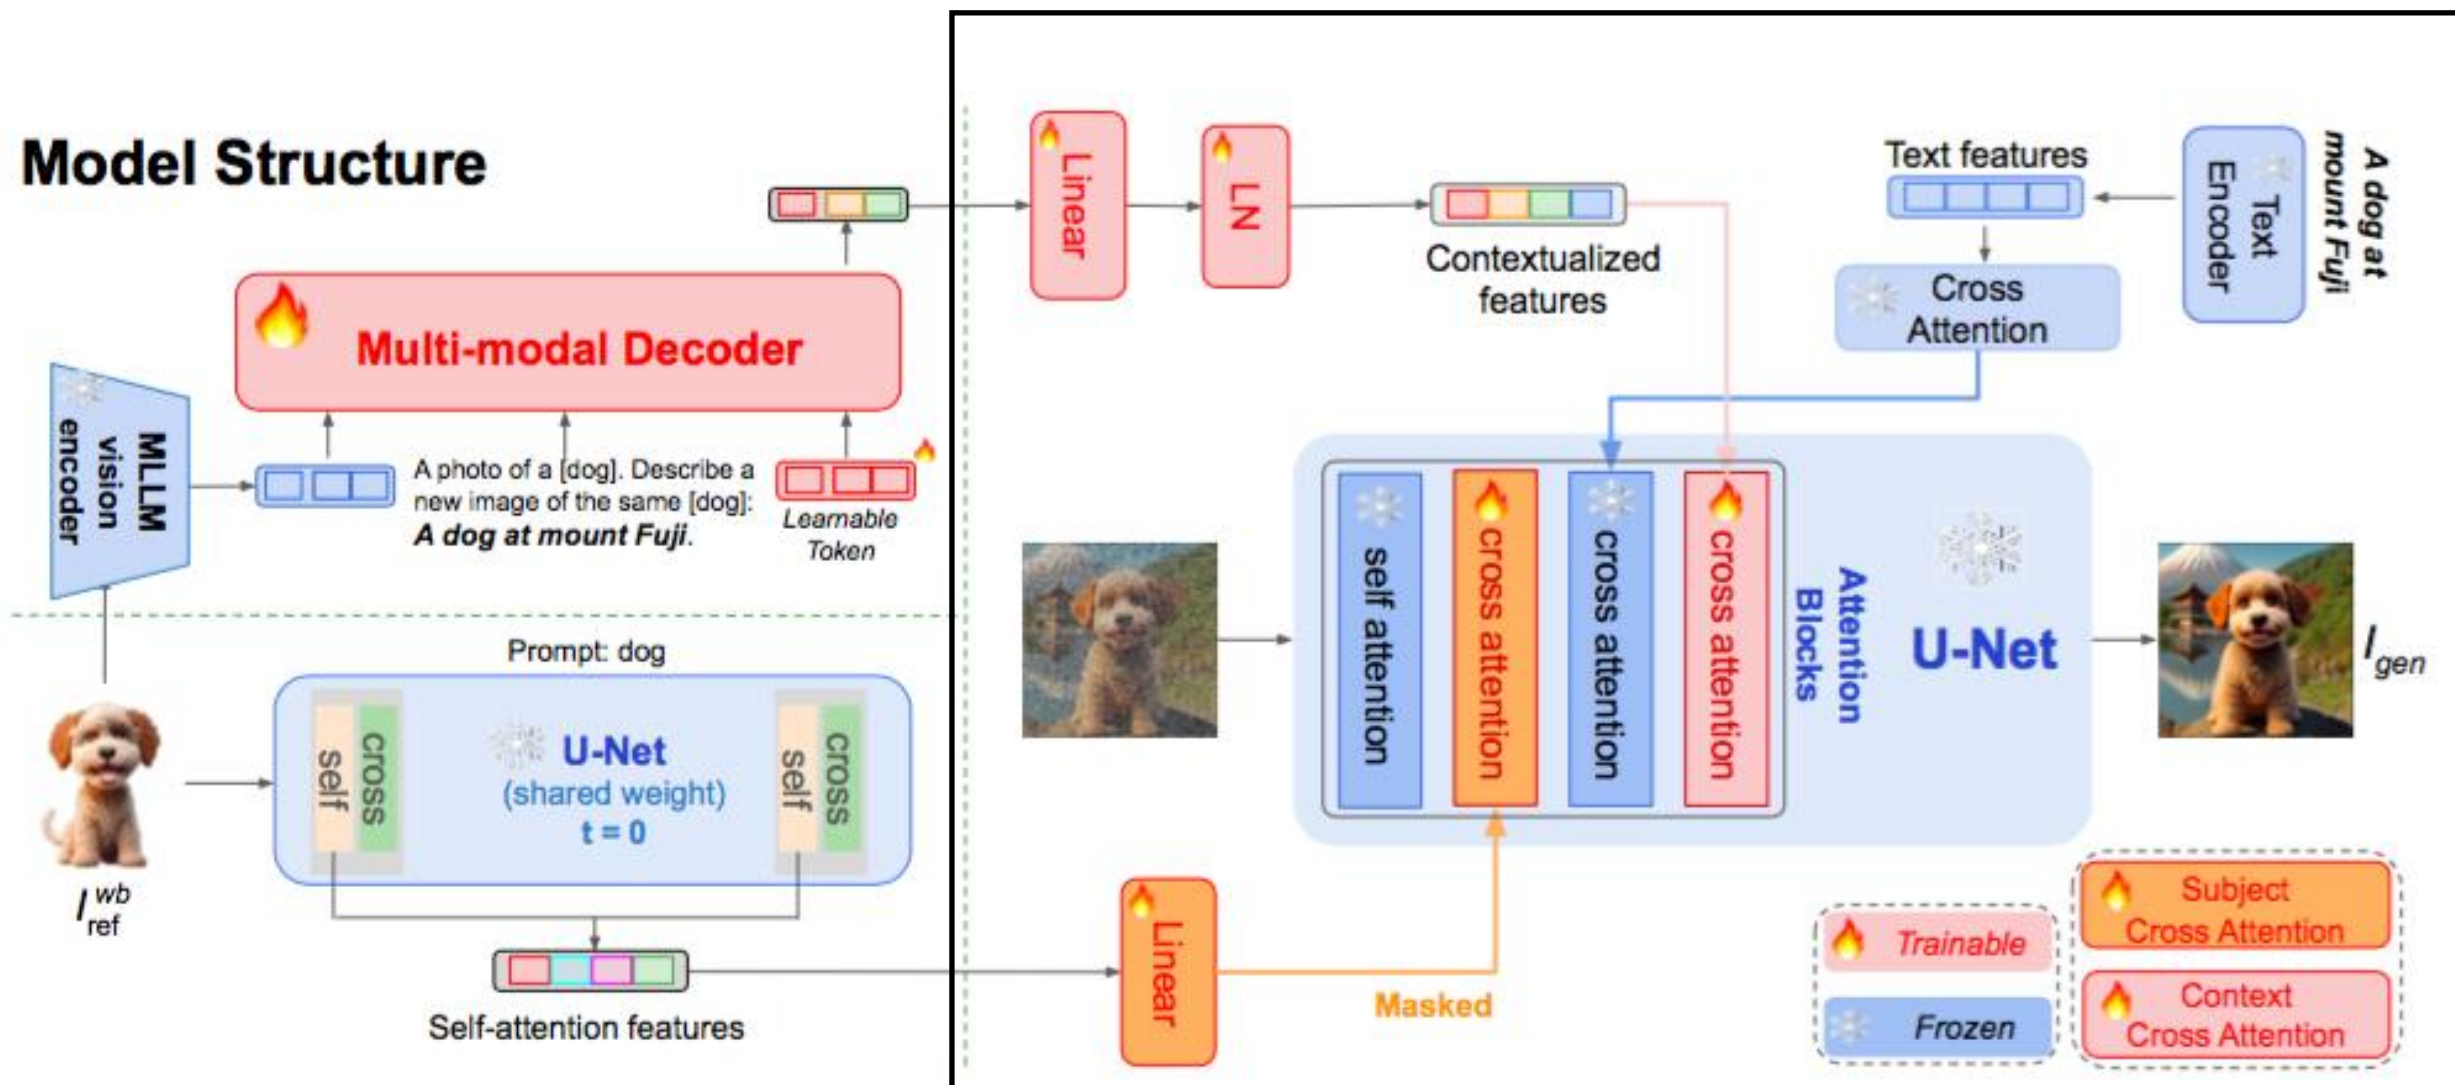 Model Structure
Multi-modal Decoder
MLLM
vision
encoder
A photo of a [dog]. Describe a
new image of the same [dog]:
A dog at mount Fuji.
Learnable
Token
Prompt: dog
self
cross
U-Net
(shared weight)
t = 0
self
cross
I ref wb
Self-attention features
Linear
LN
Contextualized
features
Text features
Text
Encoder
A dog at
mount Fuji
Cross
Attention
self attention
cross attention
cross attention
cross attention
Attention
Blocks
U-Net
I gen
Linear
Masked
Trainable
Frozen
Subject
Cross Attention
Context
Cross Attention